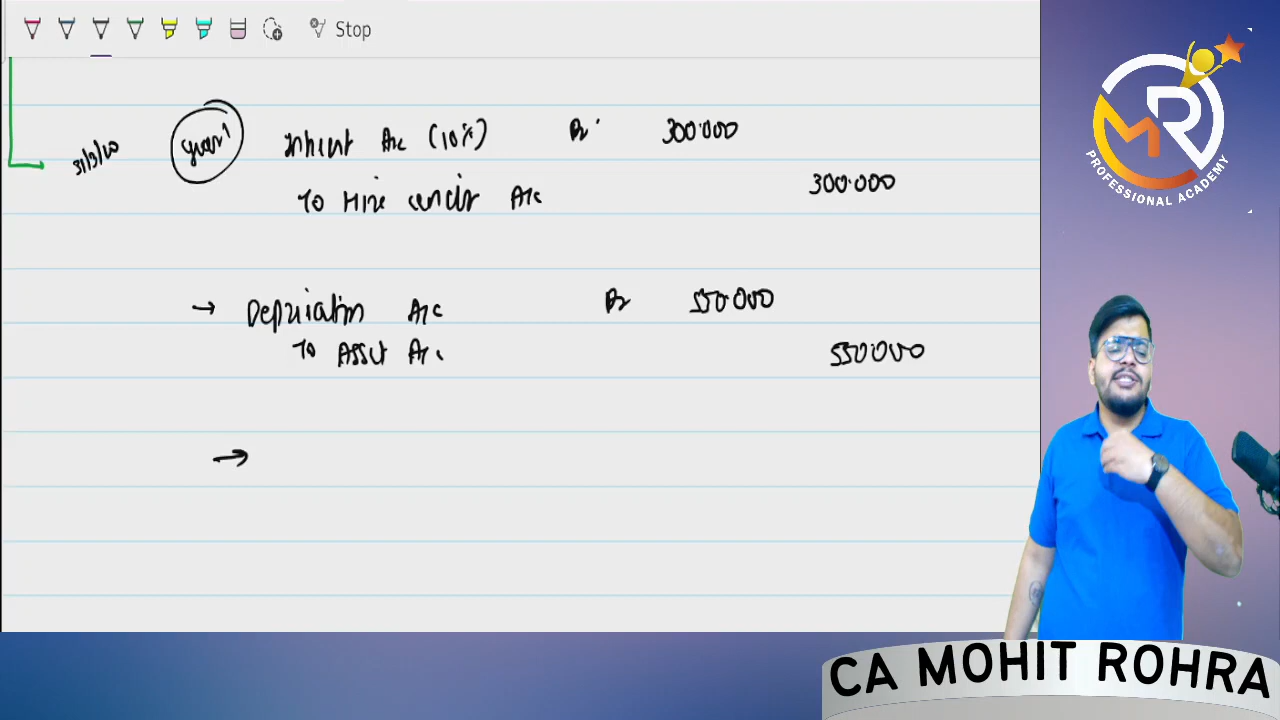 Stop
31/3/20 year 1 Interest A/c (10%) Dr 300000
To Hire vendor A/c 300000
→ Depreciation A/c Dr 550000
To Asset A/c 550000
→
MR
PROFESSIONAL ACADEMY
CA MOHIT ROHRA